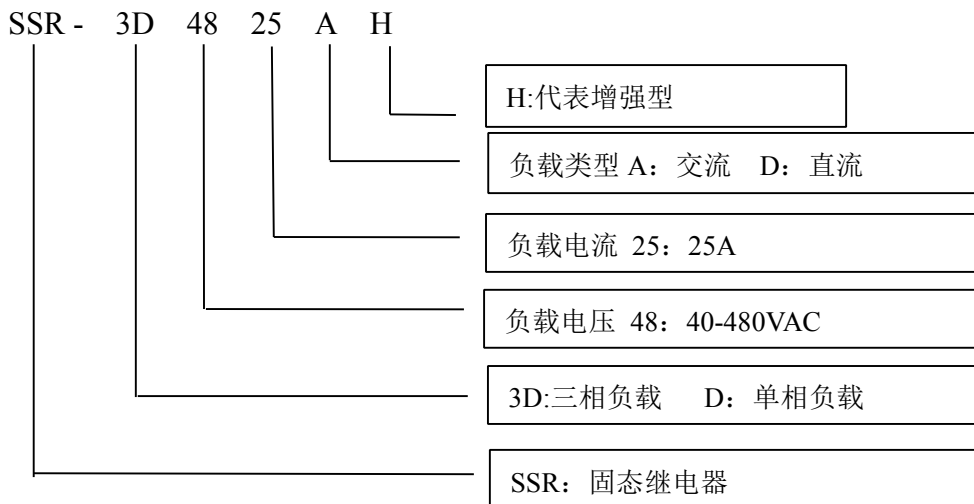 SSR - 3D 48 25 A H
H:代表增强型
负载类型 A：交流 D：直流
负载电流 25：25A
负载电压 48：40-480VAC
3D:三相负载 D：单相负载
SSR：固态继电器